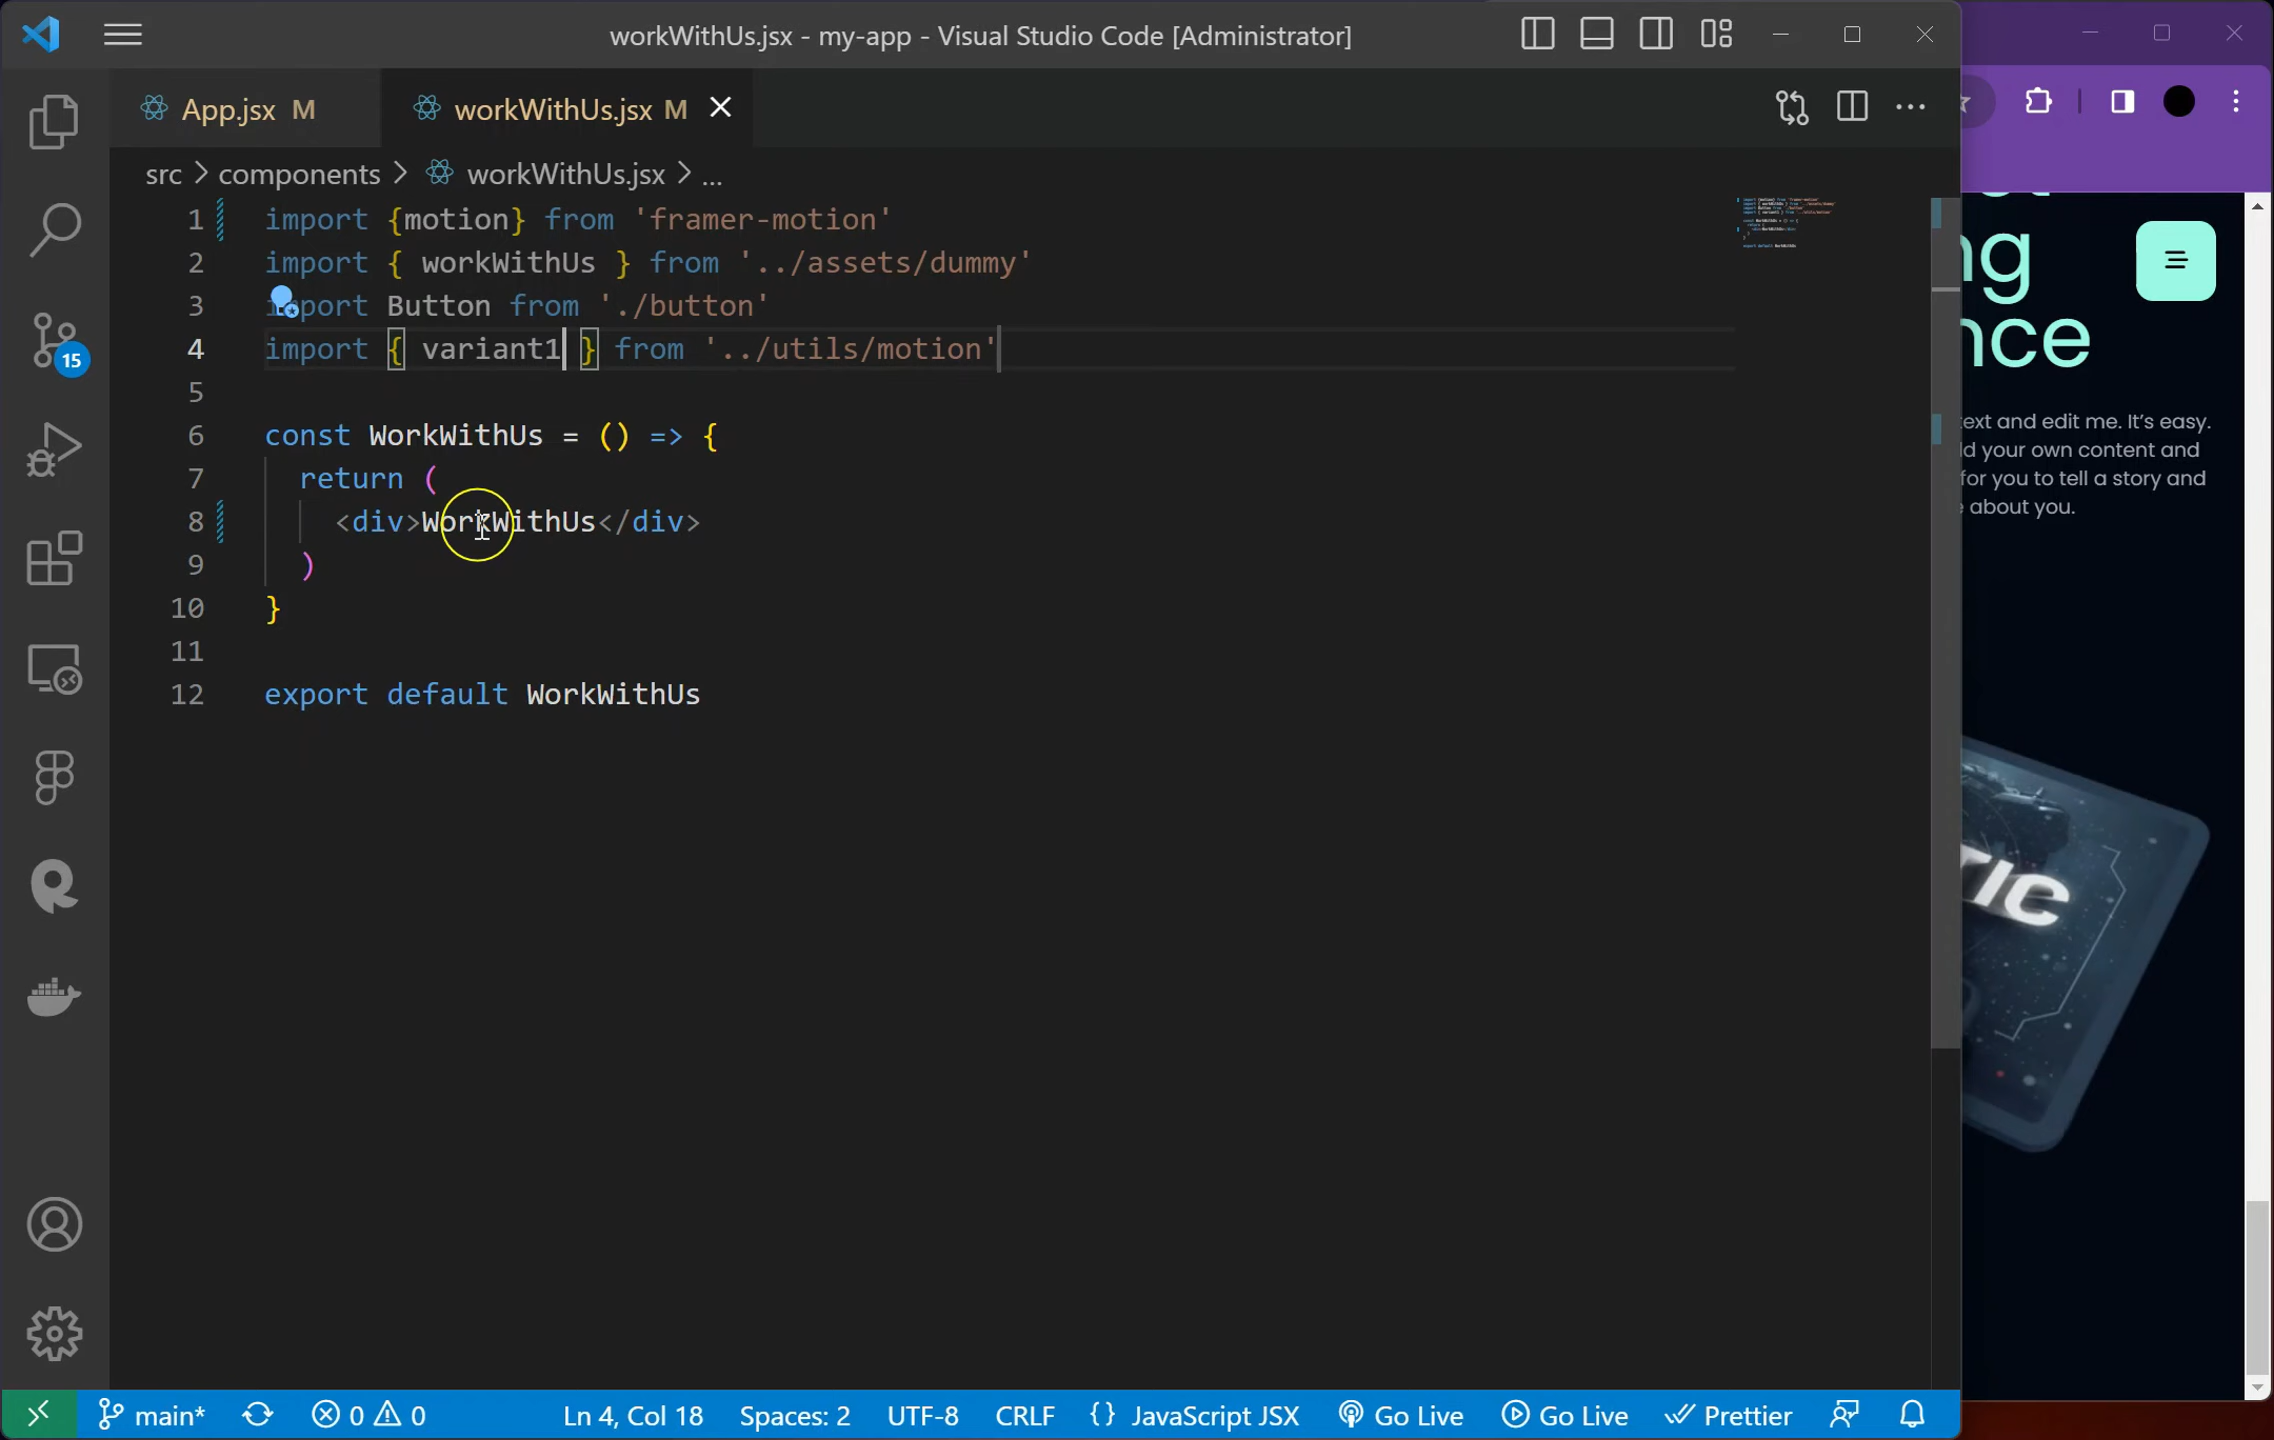 workWithUs.jsx - my-app - Visual Studio Code [Administrator]
App.jsx M
workWithUs.jsx M
src > components > workWithUs.jsx > ...
1 import {motion} from 'framer-motion'
2 import { workWithUs } from '../assets/dummy'
3 import Button from './button'
4 import { variant1 } from '../utils/motion'
5
6 const WorkWithUs = () => {
7 return (
8 <div>WorkWithUs</div>
9 )
10 }
11
12 export default WorkWithUs
15
ng
nce
ext and edit me. It's easy.
d your own content and
for you to tell a story and
about you.
TIC
main*
0 0
Ln 4, Col 18
Spaces: 2
UTF-8
CRLF
{} JavaScript JSX
Go Live
Go Live
Prettier